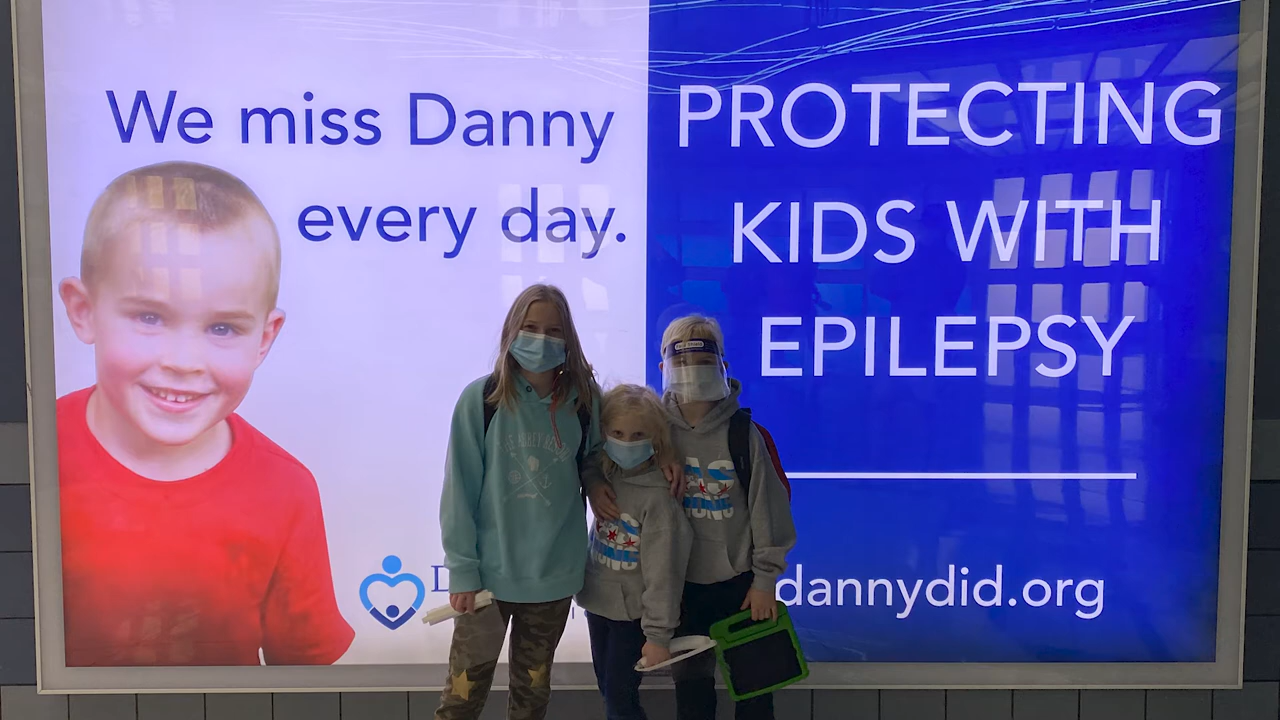 We miss Danny
every day.
PROTECTING
KIDS WITH
EPILEPSY
dannydid.org